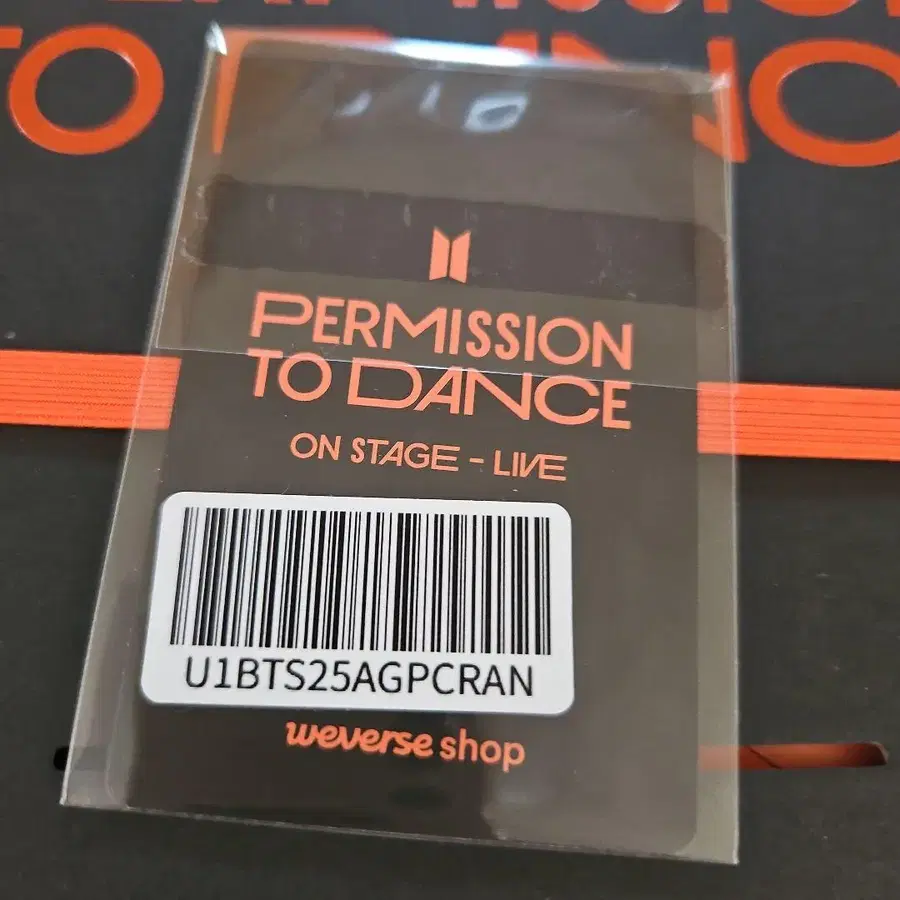 PERMISSION
TO DANCE
ON STAGE - LIVE
U1BTS25AGPCRAN
weverse shop